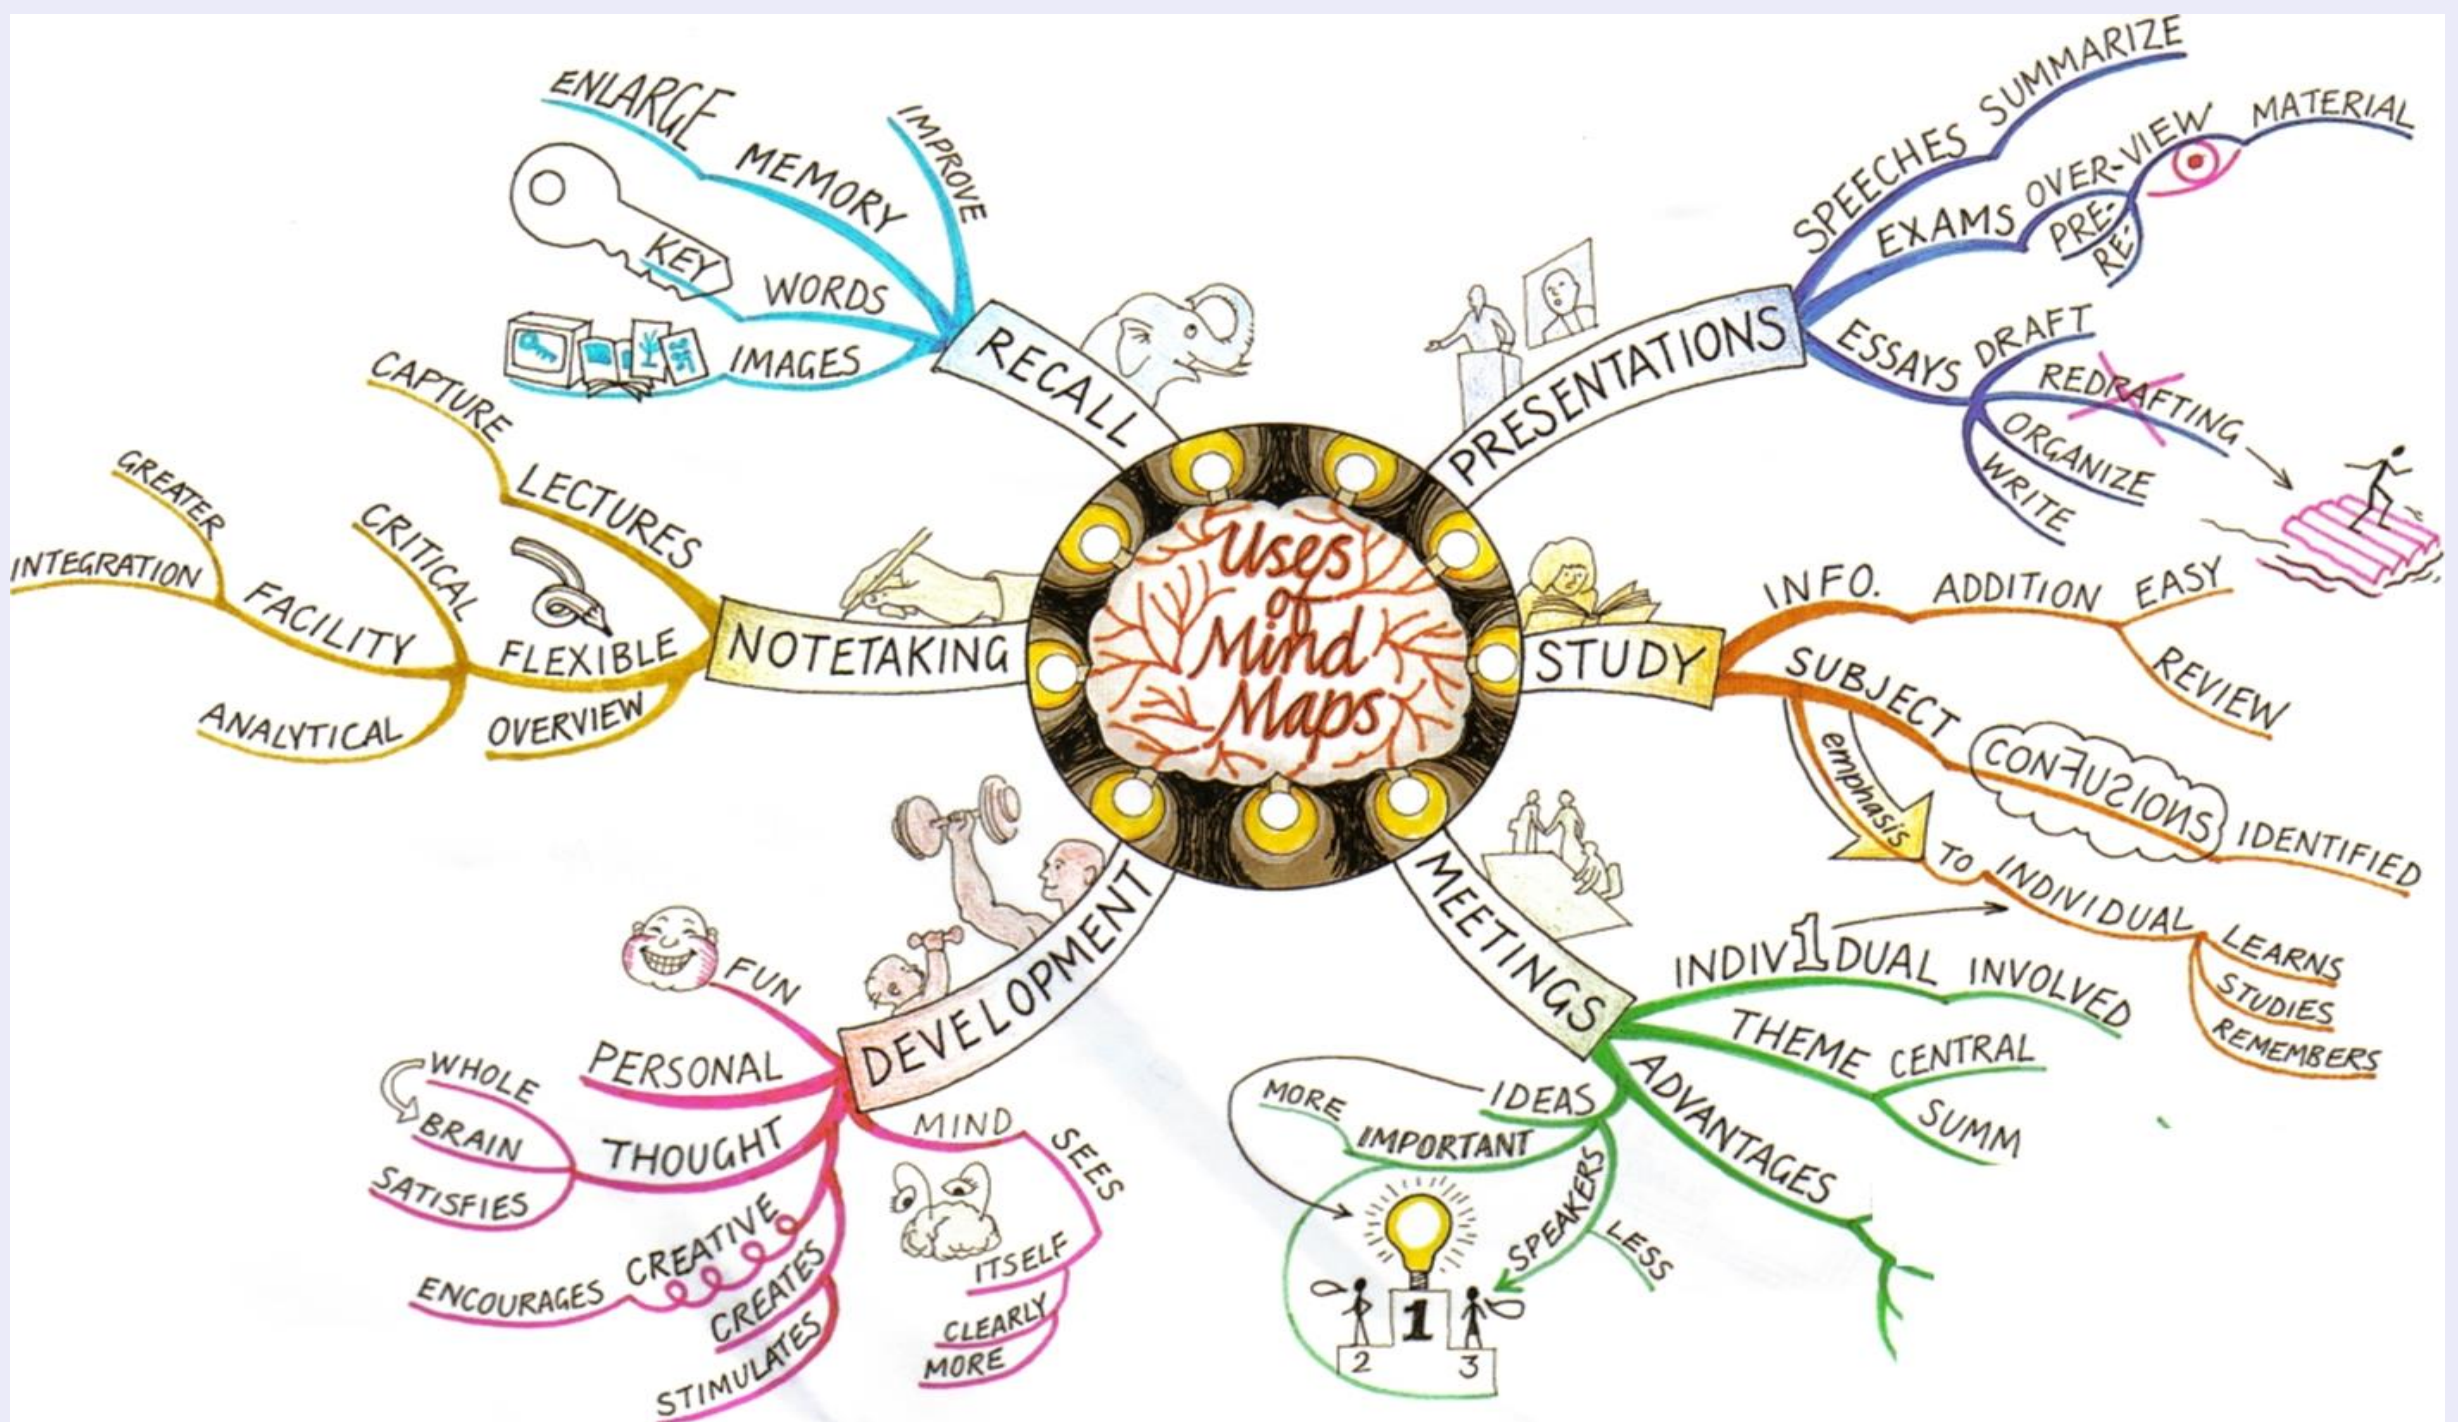 Uses
of
Mind
Maps
RECALL
IMPROVE
MEMORY
ENLARGE
WORDS
KEY
IMAGES
NOTETAKING
LECTURES
CAPTURE
FLEXIBLE
CRITICAL
FACILITY
GREATER
INTEGRATION
ANALYTICAL
OVERVIEW
DEVELOPMENT
FUN
PERSONAL
THOUGHT
WHOLE
BRAIN
SATISFIES
CREATIVE
ENCOURAGES
CREATES
STIMULATES
MIND
SEES
ITSELF
CLEARLY
MORE
PRESENTATIONS
SPEECHES SUMMARIZE
EXAMS OVER-VIEW MATERIAL
PRE-
RE-
ESSAYS DRAFT
REDRAFTING
ORGANIZE
WRITE
STUDY
INFO. ADDITION EASY
REVIEW
SUBJECT CONFUSIONS IDENTIFIED
emphasis TO INDIVIDUAL LEARNS
STUDIES
REMEMBERS
MEETINGS
INDIV1DUAL INVOLVED
THEME CENTRAL
SUMM
ADVANTAGES
IDEAS
MORE
IMPORTANT
SPEAKERS
LESS
1
2
3